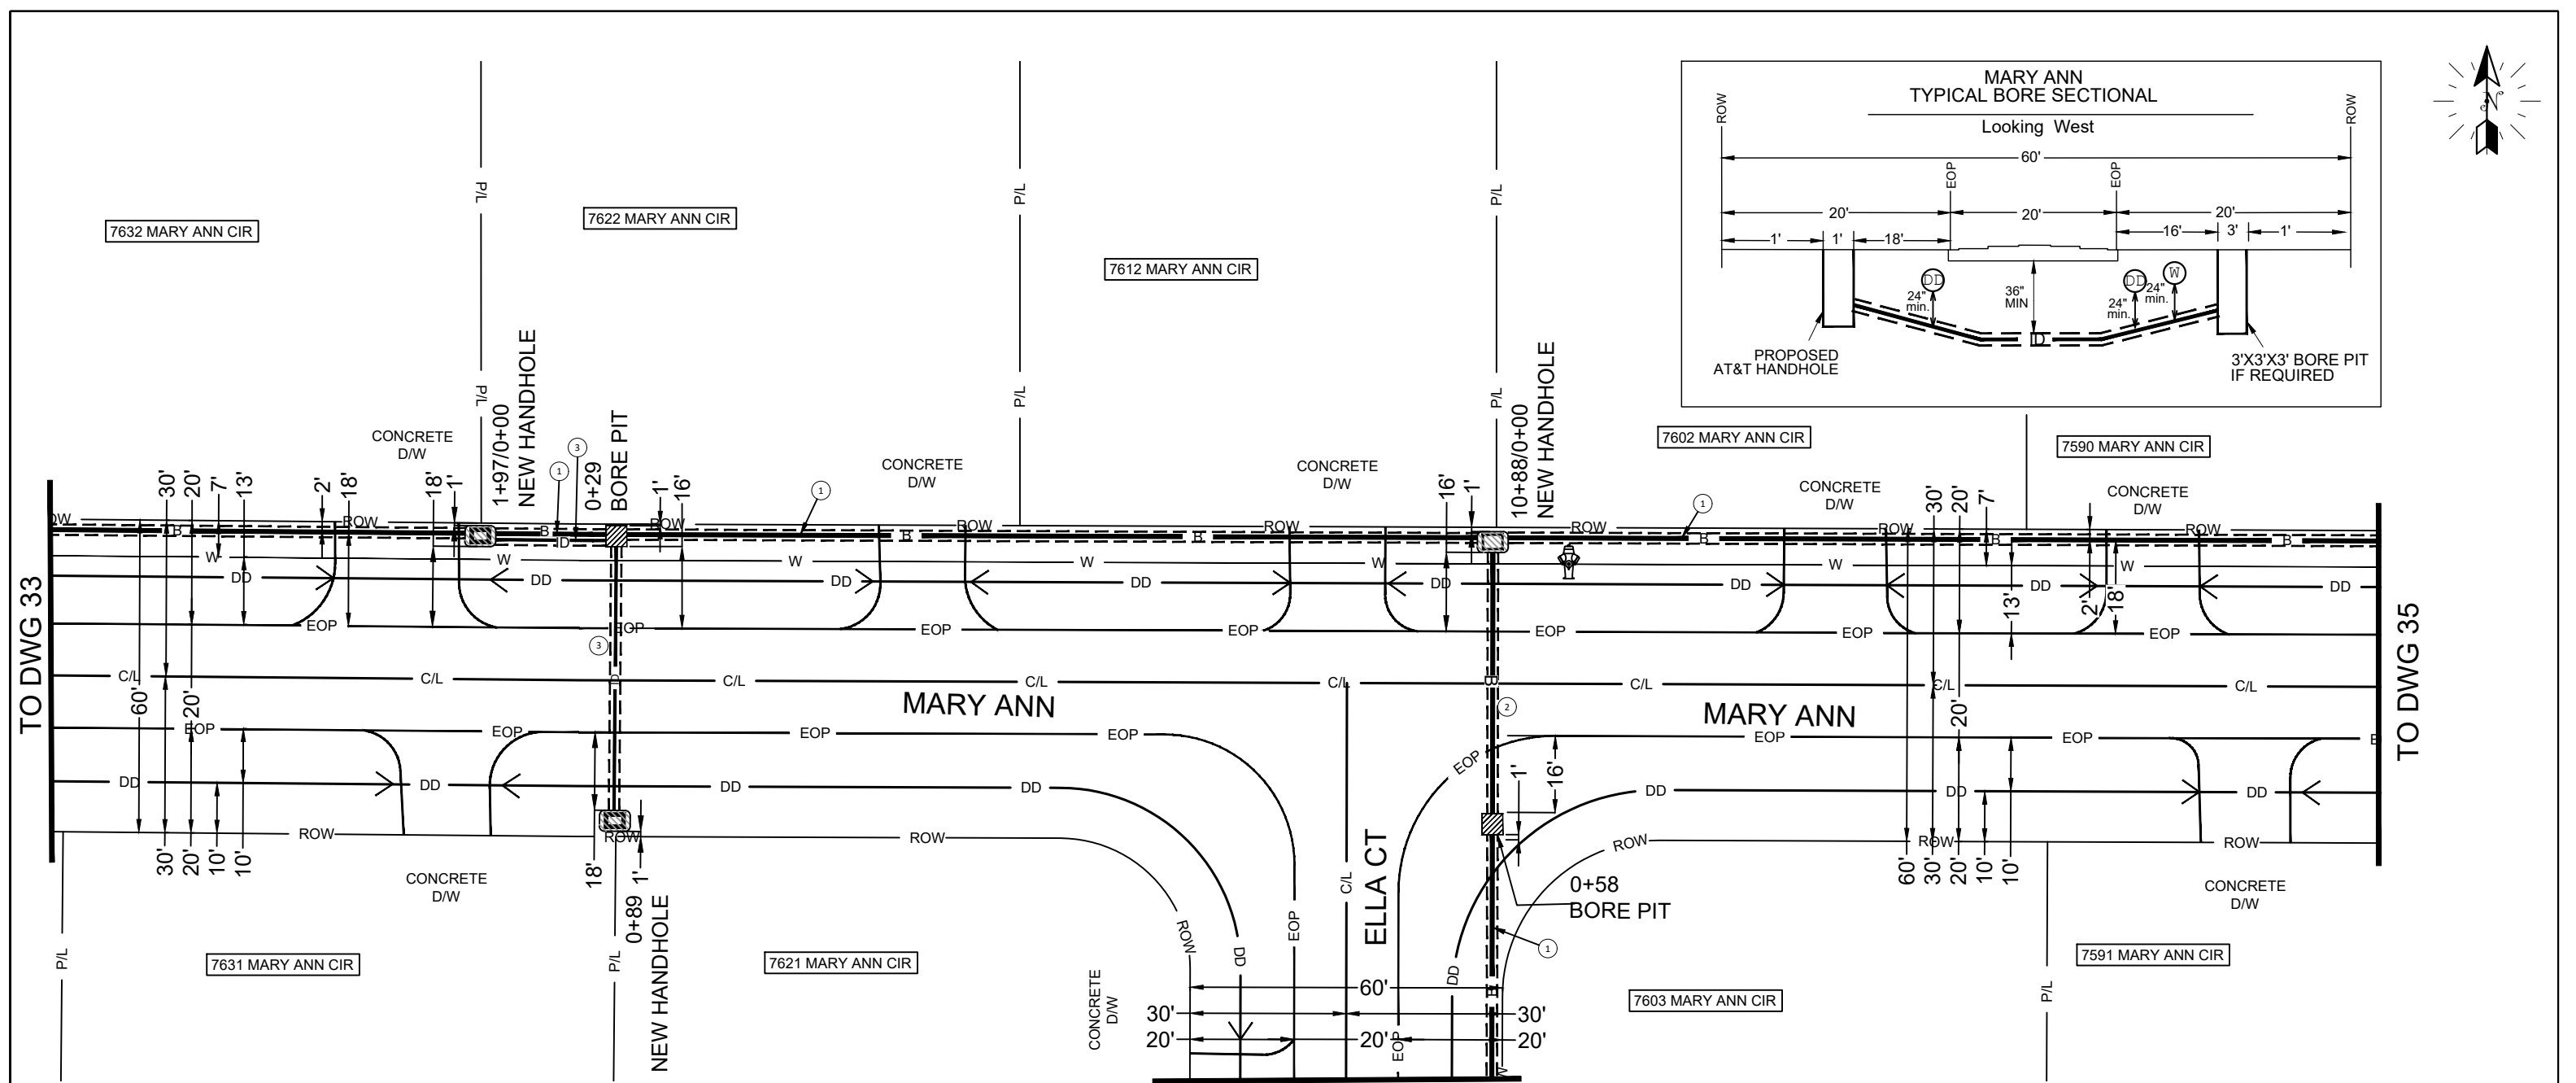 MARY ANN
TYPICAL BORE SECTIONAL
Looking West
ROW
ROW
60'
EOP
EOP
20'
20'
20'
1'
1'
18'
16'
3'
1'
DD
DD
W
24"
min.
36"
MIN
24"
min.
24"
min.
D
PROPOSED
AT&T HANDHOLE
3'X3'X3' BORE PIT
IF REQUIRED
N
P/L
P/L
P/L
7632 MARY ANN CIR
7622 MARY ANN CIR
7612 MARY ANN CIR
P/L
P/L
P/L
7602 MARY ANN CIR
7590 MARY ANN CIR
CONCRETE
D/W
1+97/0+00
NEW HANDHOLE
1
3
0+29
BORE PIT
CONCRETE
D/W
CONCRETE
D/W
10+88/0+00
NEW HANDHOLE
CONCRETE
D/W
CONCRETE
D/W
30'
20'
7'
13'
2'
18'
18'
1'
1'
16'
1
16'
1'
1
30'
20'
7'
ROW
ROW
ROW
ROW
ROW
ROW
ROW
ROW
B
B
B
B
B
B
B
D
W
W
W
W
W
W
DD
DD
DD
DD
DD
DD
DD
DD
13'
2'
18'
EOP
EOP
EOP
EOP
EOP
EOP
EOP
3
C/L
C/L
C/L
C/L
C/L
C/L
C/L
C/L
D
B
2
TO DWG 33
TO DWG 35
MARY ANN
MARY ANN
60'
20'
20'
EOP
EOP
EOP
EOP
EOP
EOP
EOP
16'
1'
DD
DD
DD
DD
DD
DD
DD
ROW
ROW
ROW
ROW
ROW
ROW
30'
20'
10'
10'
18'
1'
60'
30'
20'
10'
10'
CONCRETE
D/W
0+89
NEW HANDHOLE
ELLA CT
C/L
0+58
BORE PIT
CONCRETE
D/W
1
P/L
P/L
P/L
7631 MARY ANN CIR
7621 MARY ANN CIR
7603 MARY ANN CIR
7591 MARY ANN CIR
ROW
DD
EOP
DD
B
CONCRETE
D/W
60'
30'
30'
20'
20'
20'
EOP